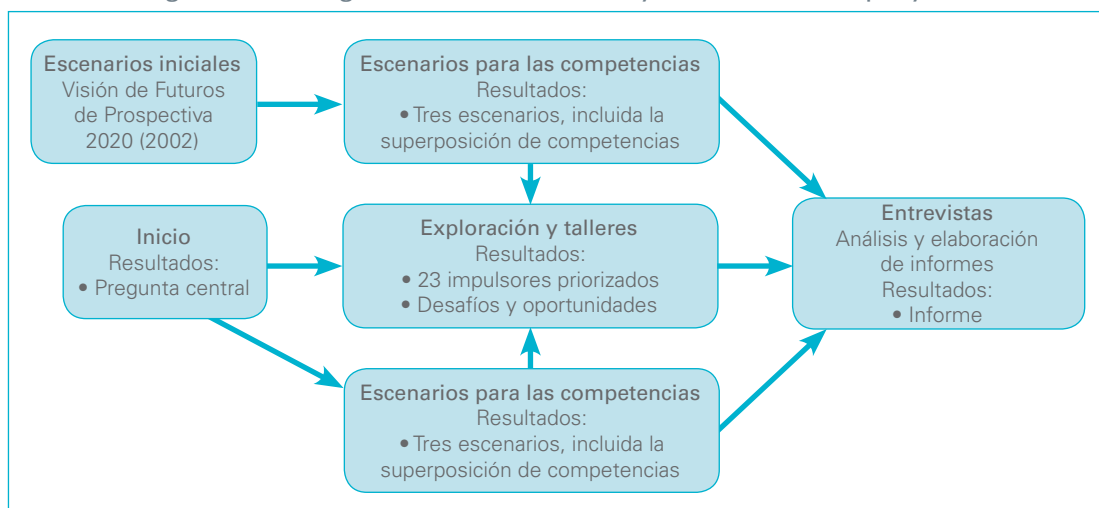 Escenarios iniciales
Visión de Futuros
de Prospectiva
2020 (2002)
Escenarios para las competencias
Resultados:
• Tres escenarios, incluida la
superposición de competencias
Inicio
Resultados:
• Pregunta central
Exploración y talleres
Resultados:
• 23 impulsores priorizados
• Desafíos y oportunidades
Entrevistas
Análisis y elaboración
de informes
Resultados:
• Informe
Escenarios para las competencias
Resultados:
• Tres escenarios, incluida la
superposición de competencias